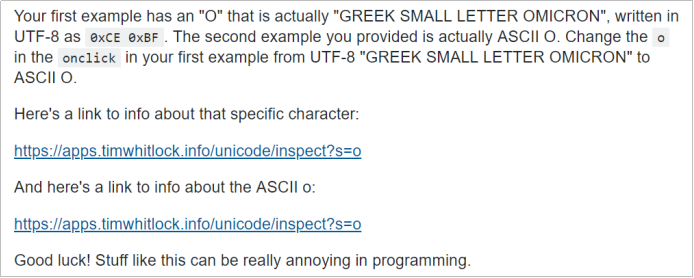 Your first example has an "O" that is actually "GREEK SMALL LETTER OMICRON", written in
UTF-8 as 0xCE 0xBF . The second example you provided is actually ASCII O. Change the o
in the onclick in your first example from UTF-8 "GREEK SMALL LETTER OMICRON" to
ASCII O.
Here's a link to info about that specific character:
https://apps.timwhitlock.info/unicode/inspect?s=ο
And here's a link to info about the ASCII o:
https://apps.timwhitlock.info/unicode/inspect?s=o
Good luck! Stuff like this can be really annoying in programming.